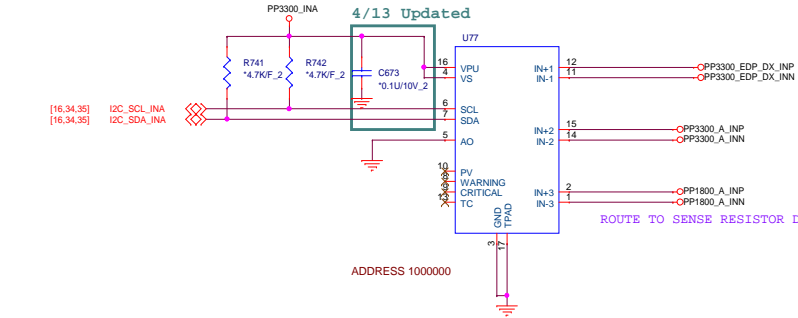 PP3300_INA
4/13 Updated
U77
R741
*4.7K/F_2
R742
*4.7K/F_2
C673
*0.1U/10V_2
16 VPU
4 VS
6 SCL
7 SDA
5 AO
10 PV
WARNING
CRITICAL
13 TC
IN+1 12 PP3300_EDP_DX_INP
IN-1 11 PP3300_EDP_DX_INN
IN+2 15 PP3300_A_INP
IN-2 14 PP3300_A_INN
IN+3 2 PP1800_A_INP
IN-3 1 PP1800_A_INN
[16,34,35] I2C_SCL_INA
[16,34,35] I2C_SDA_INA
GND
TPAD
3
17
ROUTE TO SENSE RESISTOR D
ADDRESS 1000000